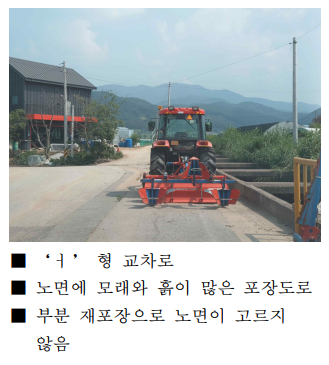 ■ ‘ㅓ’ 형 교차로
■ 노면에 모래와 흙이 많은 포장도로
■ 부분 재포장으로 노면이 고르지
않음